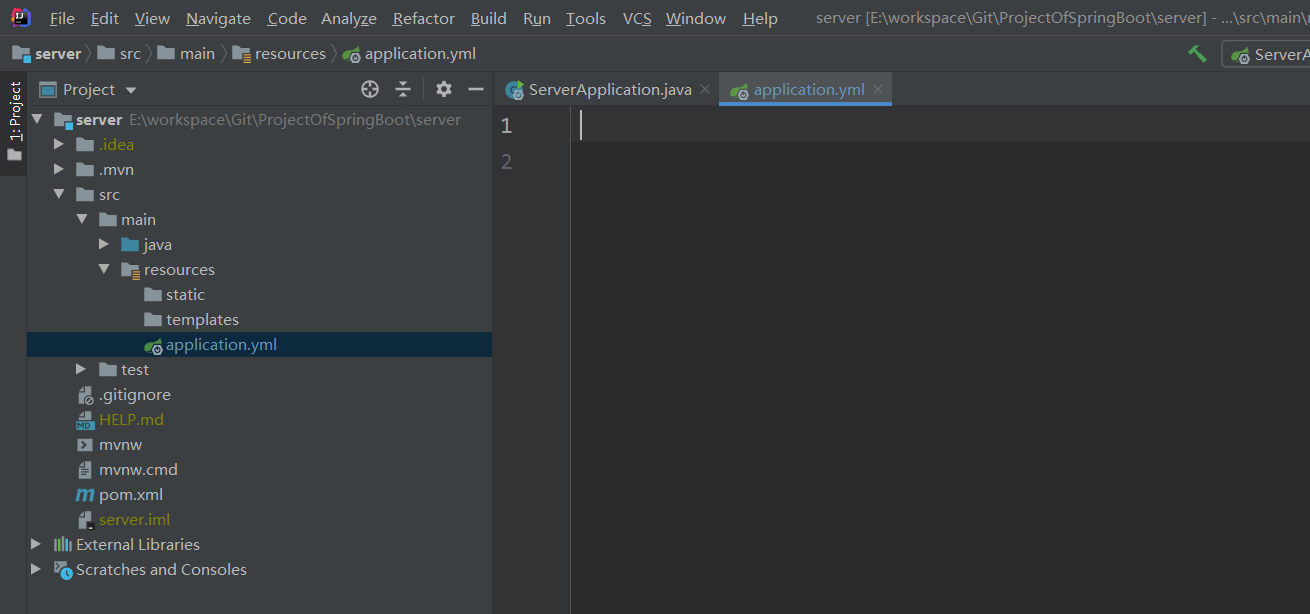 File Edit View Navigate Code Analyze Refactor Build Run Tools VCS Window Help server [E:\workspace\Git\ProjectOfSpringBoot\server] - ...\src\main\
server src main resources application.yml ServerA
1: Project
Project
ServerApplication.java application.yml
server E:\workspace\Git\ProjectOfSpringBoot\server
.idea
.mvn
src
main
java
resources
static
templates
application.yml
test
.gitignore
HELP.md
mvnw
mvnw.cmd
pom.xml
server.iml
External Libraries
Scratches and Consoles
1
2